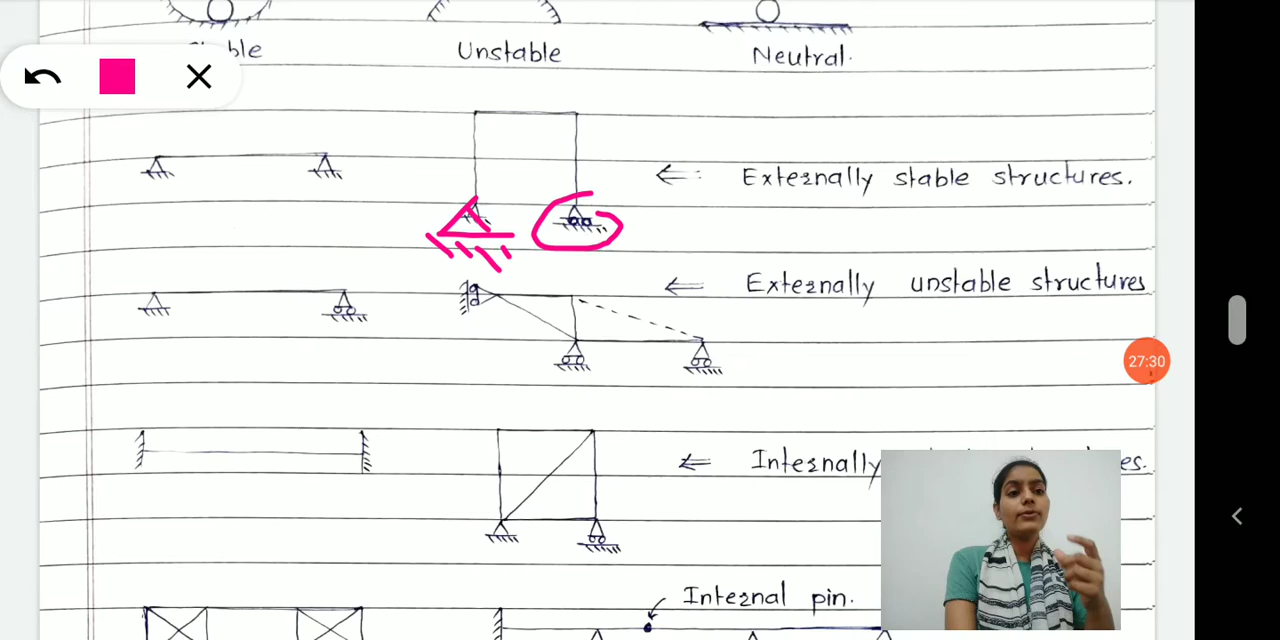 Unstable
Neutral.
Externally stable structures.
Externally unstable structures
27:30
Internally
Internal pin.